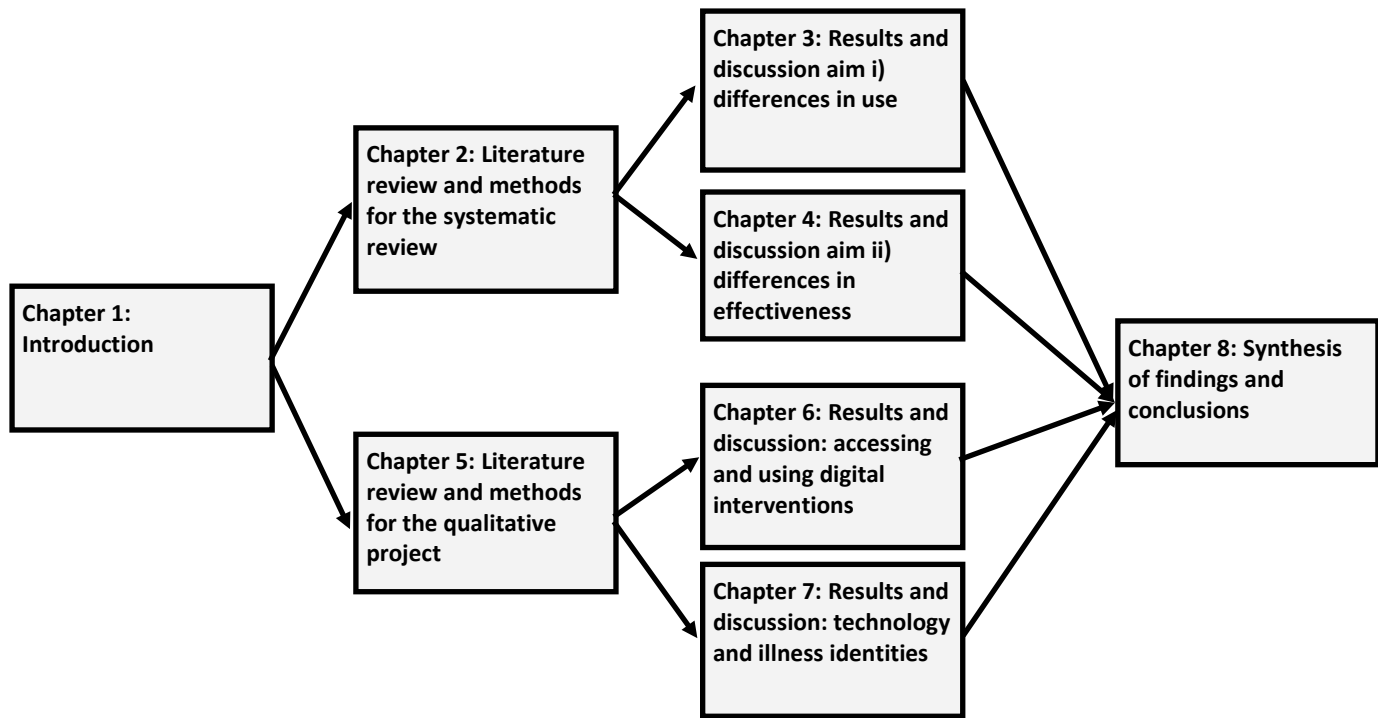 Chapter 1:
Introduction
Chapter 2: Literature
review and methods
for the systematic
review
Chapter 3: Results and
discussion aim i)
differences in use
Chapter 4: Results and
discussion aim ii)
differences in
effectiveness
Chapter 5: Literature
review and methods
for the qualitative
project
Chapter 6: Results and
discussion: accessing
and using digital
interventions
Chapter 7: Results and
discussion: technology
and illness identities
Chapter 8: Synthesis
of findings and
conclusions